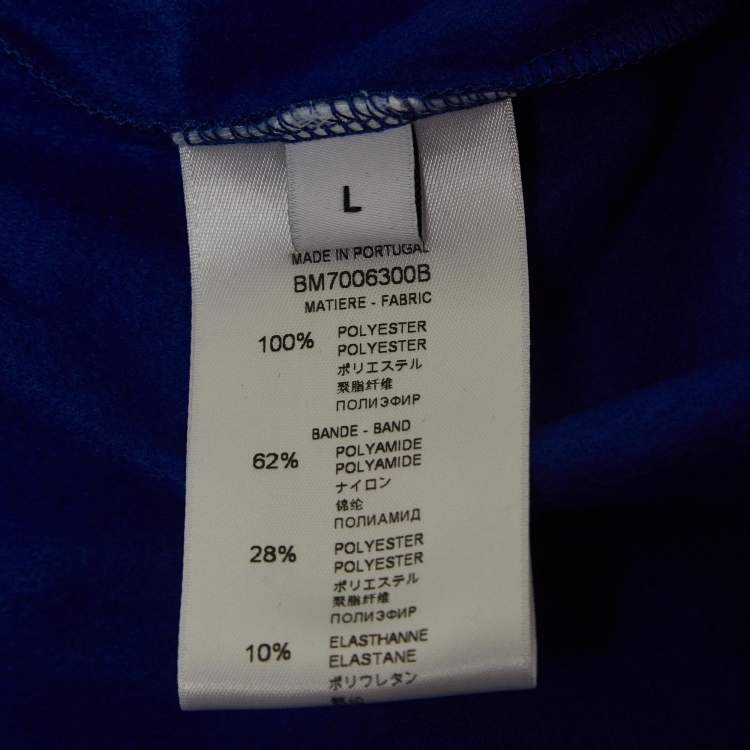 L
MADE IN PORTUGAL
BM7006300B
MATIERE - FABRIC
100% POLYESTER
POLYESTER
ポリエステル
聚脂纤维
ПОЛИЭФИР
BANDE - BAND
62% POLYAMIDE
POLYAMIDE
ナイロン
锦纶
ПОЛИАМИД
28% POLYESTER
POLYESTER
ポリエステル
聚脂纤维
ПОЛИЭФИР
10% ELASTHANNE
ELASTANE
ポリウレタン